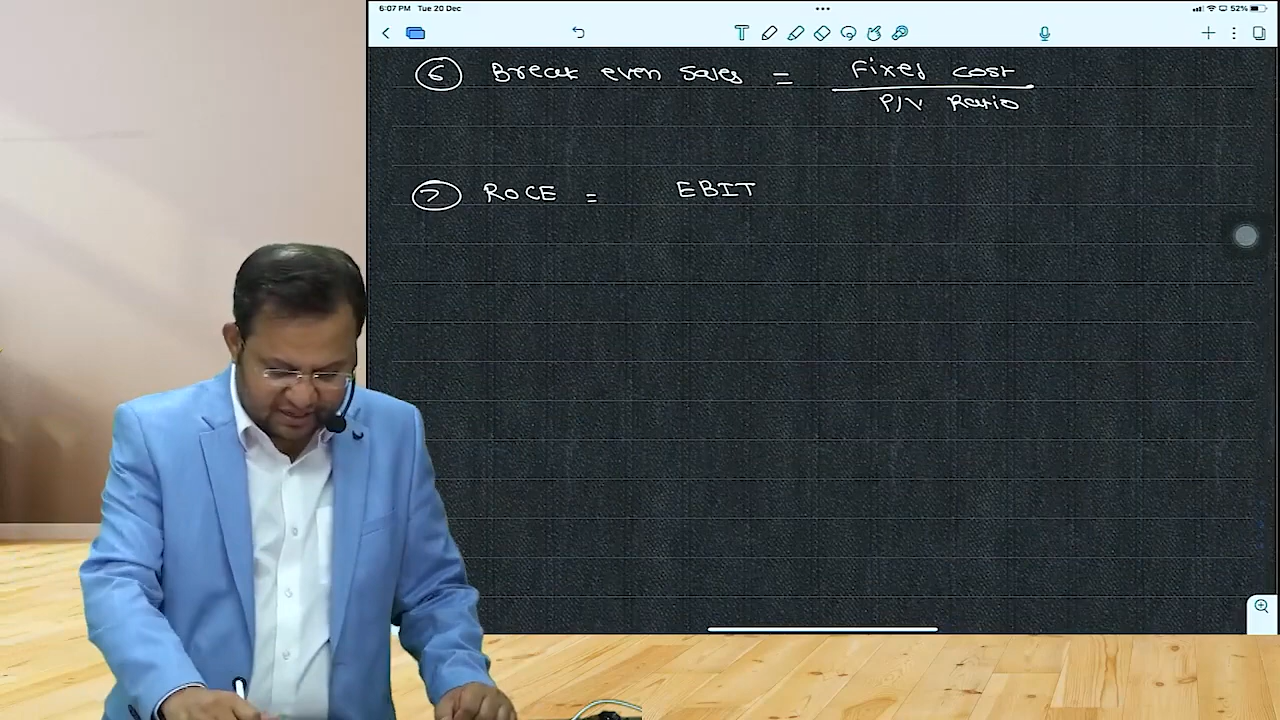 6:07 PM Tue 20 Dec
52%
T
6 Break even sales = Fixed cost
P/V Ratio
7 ROCE = EBIT